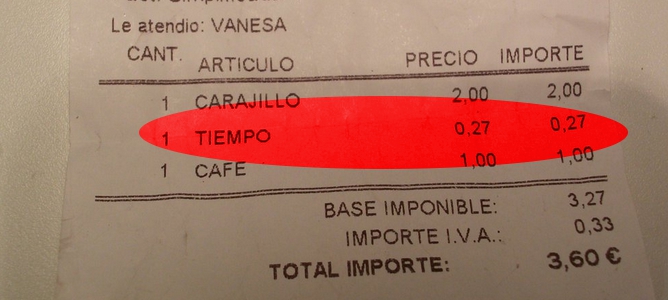 Le atendio: VANESA
CANT. ARTICULO PRECIO IMPORTE
1 CARAJILLO 2,00 2,00
1 TIEMPO 0,27 0,27
1 CAFE 1,00 1,00
BASE IMPONIBLE: 3,27
IMPORTE I.V.A.: 0,33
TOTAL IMPORTE: 3,60 €